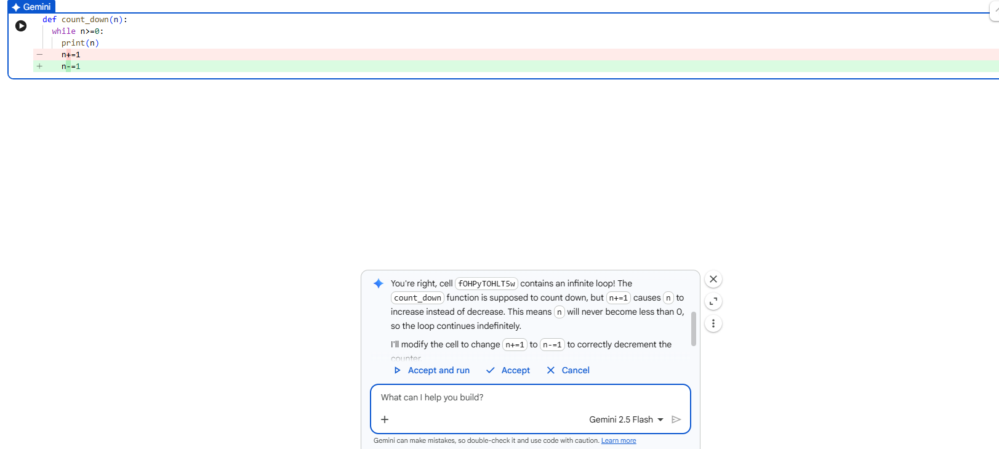 Gemini
def count_down(n):
while n>=0:
print(n)
− n+=1
+ n-=1
You're right, cell fOHPyTOHLT5w contains an infinite loop! The
count_down function is supposed to count down, but n+=1 causes n to
increase instead of decrease. This means n will never become less than 0,
so the loop continues indefinitely.
I'll modify the cell to change n+=1 to n-=1 to correctly decrement the
counter.
Accept and run Accept Cancel
What can I help you build?
Gemini 2.5 Flash
Gemini can make mistakes, so double-check it and use code with caution. Learn more